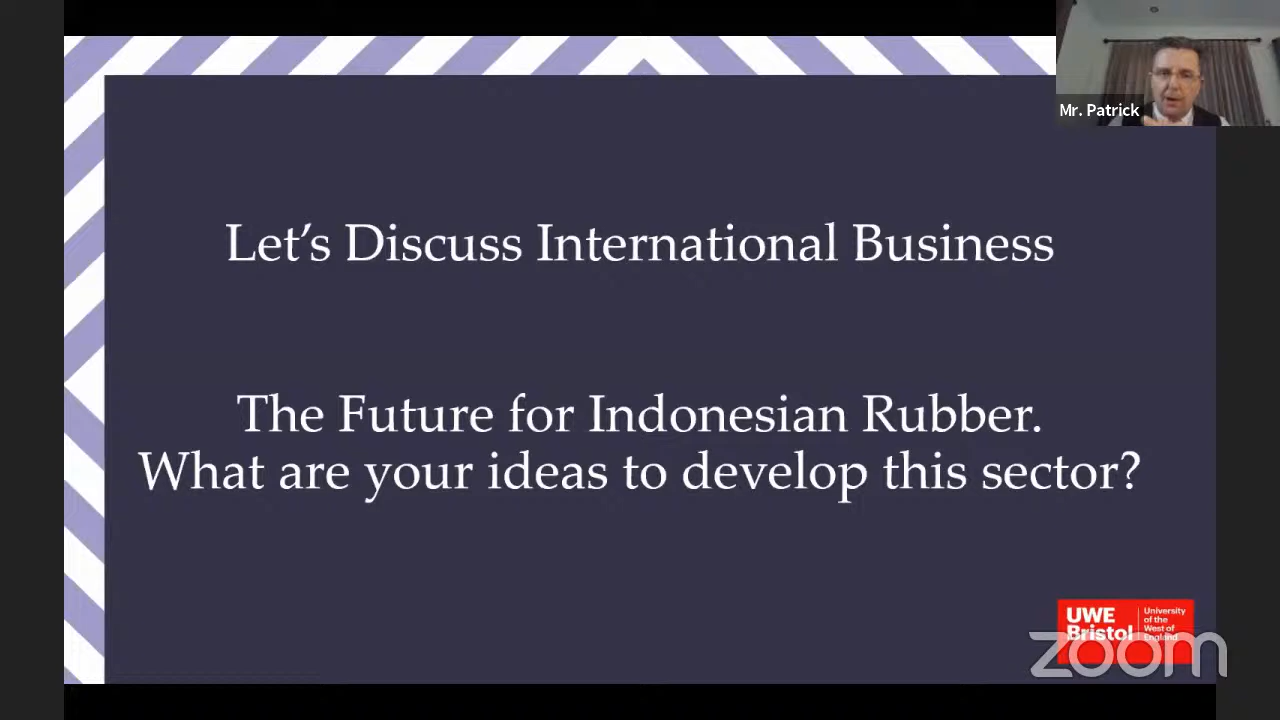 Mr. Patrick
Let's Discuss International Business
The Future for Indonesian Rubber.
What are your ideas to develop this sector?
UWE
Bristol
University
of the
West of
England
zoom